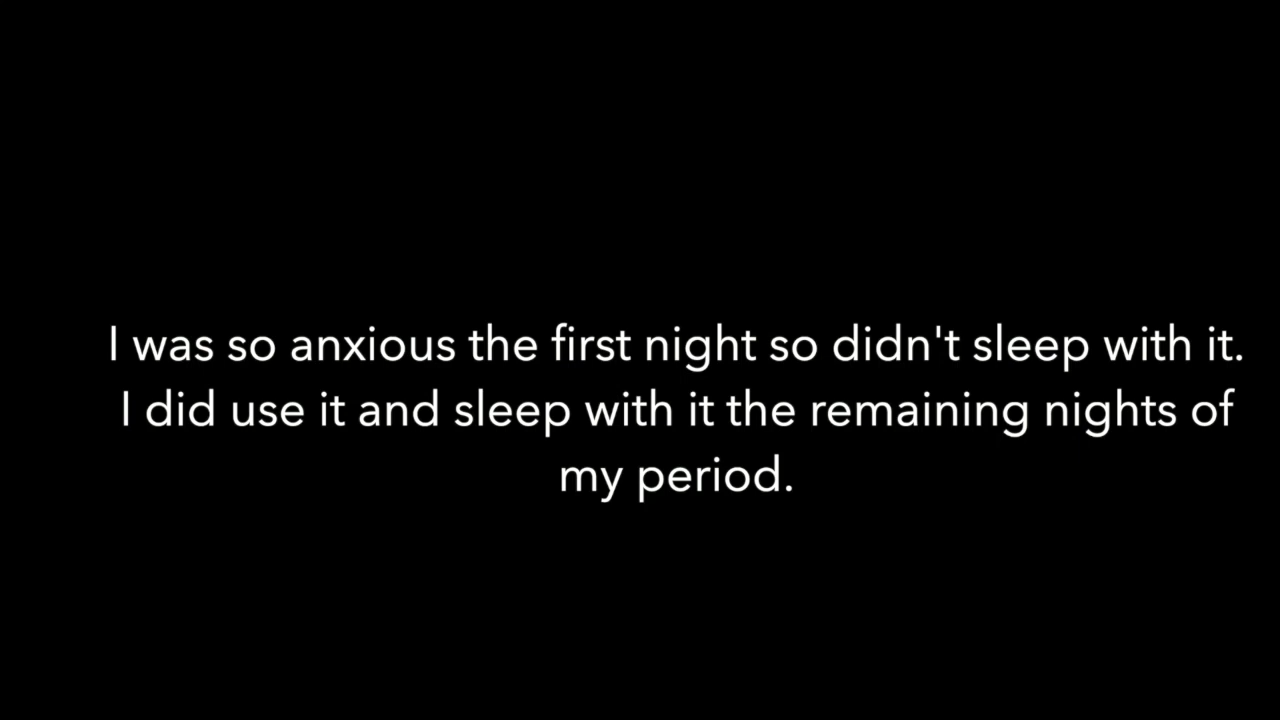 I was so anxious the first night so didn't sleep with it.
I did use it and sleep with it the remaining nights of
my period.